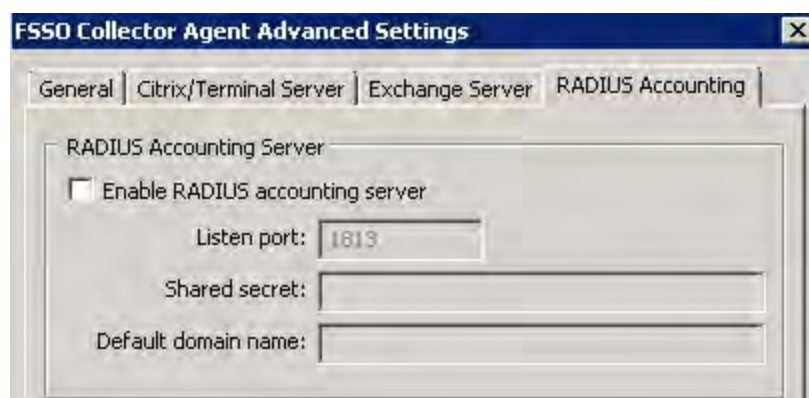 FSSO Collector Agent Advanced Settings
General Citrix/Terminal Server Exchange Server RADIUS Accounting
RADIUS Accounting Server
Enable RADIUS accounting server
Listen port: 1813
Shared secret:
Default domain name: